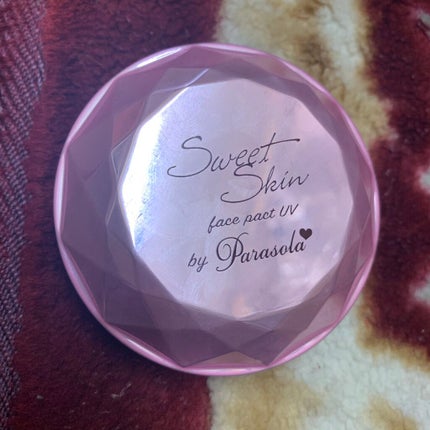 Sweet
Skin
face pact UV
by Parasola